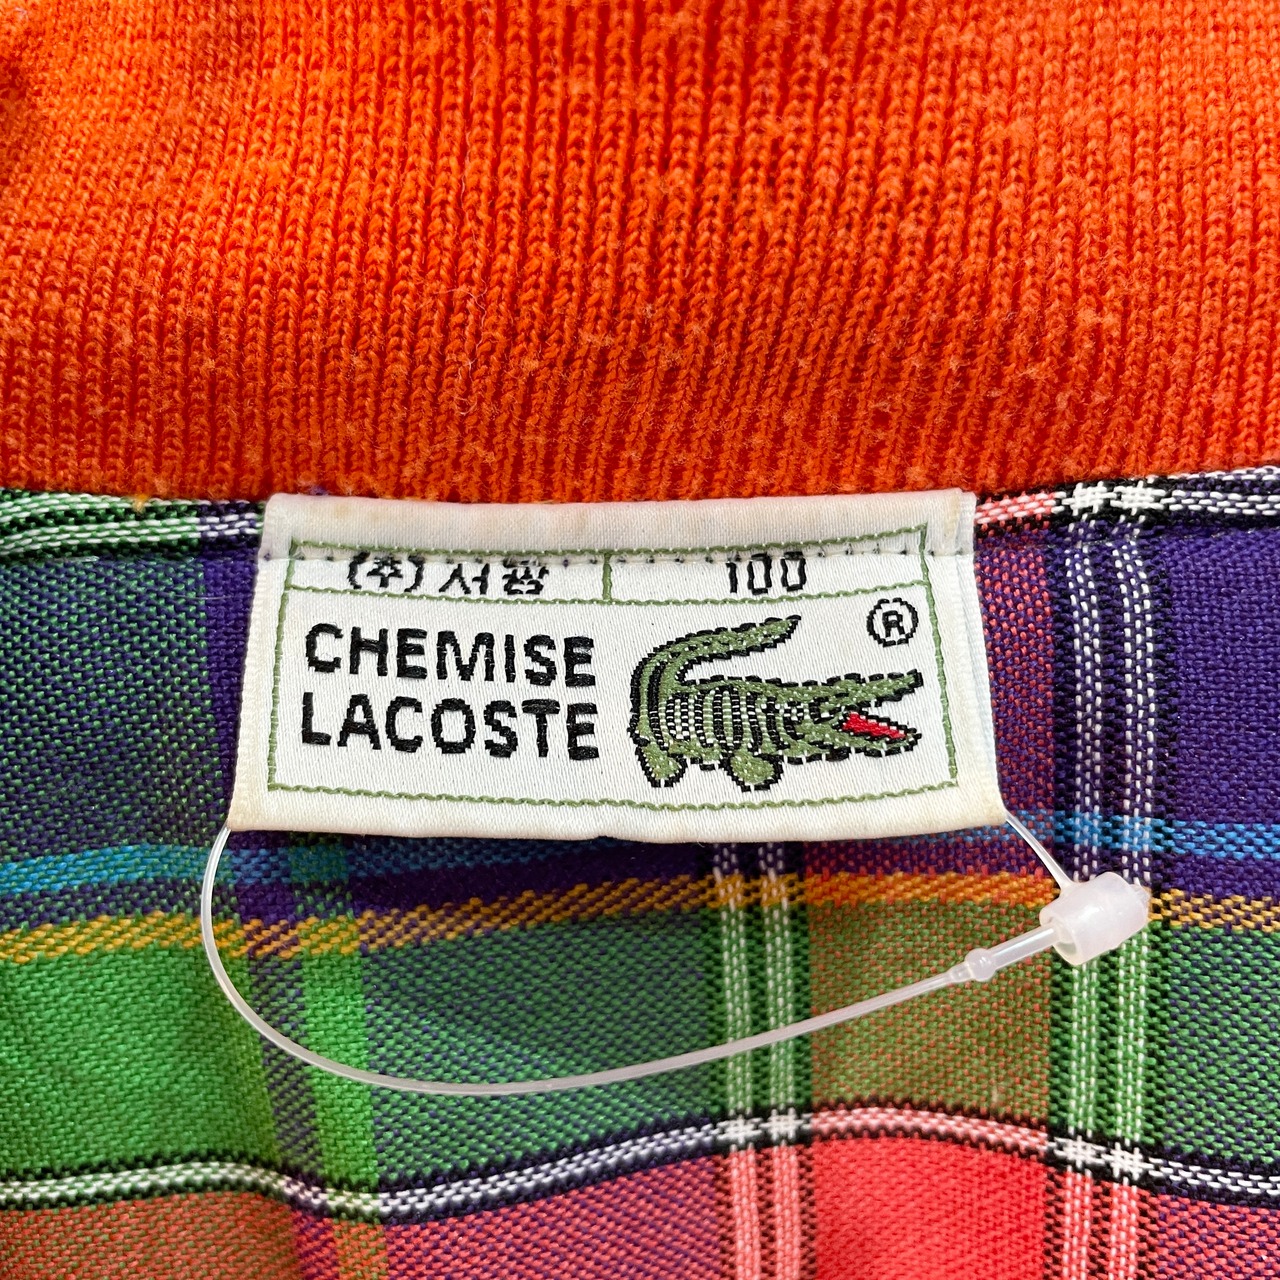 (주) 서광 100
CHEMISE ®
LACOSTE